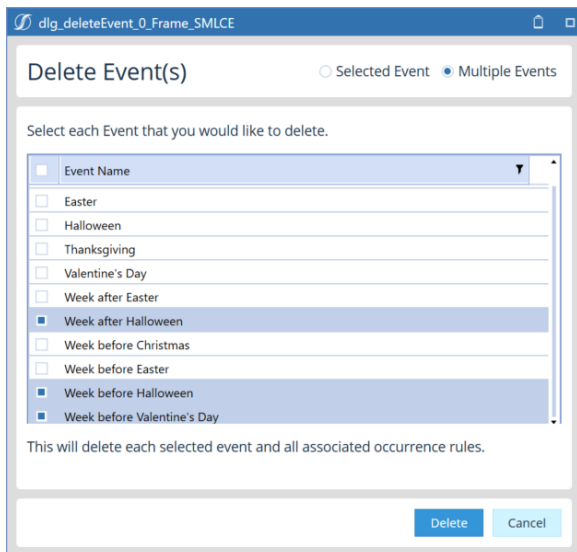 dlg_deleteEvent_0_Frame_SMLCE
Delete Event(s)
Selected Event
Multiple Events
Select each Event that you would like to delete.
Event Name
Easter
Halloween
Thanksgiving
Valentine's Day
Week after Easter
Week after Halloween
Week before Christmas
Week before Easter
Week before Halloween
Week before Valentine's Day
This will delete each selected event and all associated occurrence rules.
Delete
Cancel